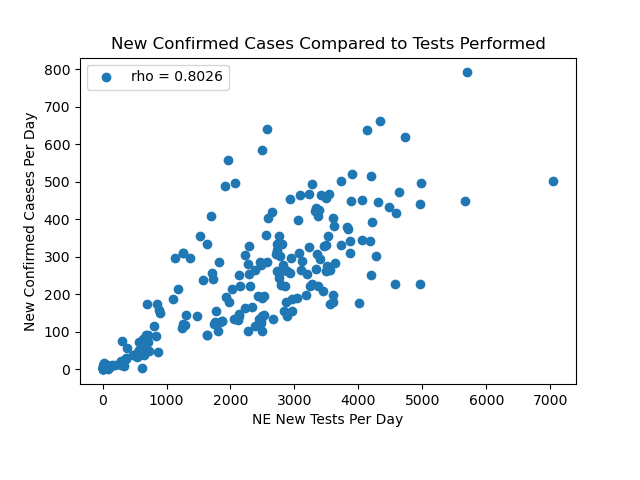 New Confirmed Cases Compared to Tests Performed
rho = 0.8026
New Confirmed Caeses Per Day
800
700
600
500
400
300
200
100
0
0 1000 2000 3000 4000 5000 6000 7000
NE New Tests Per Day